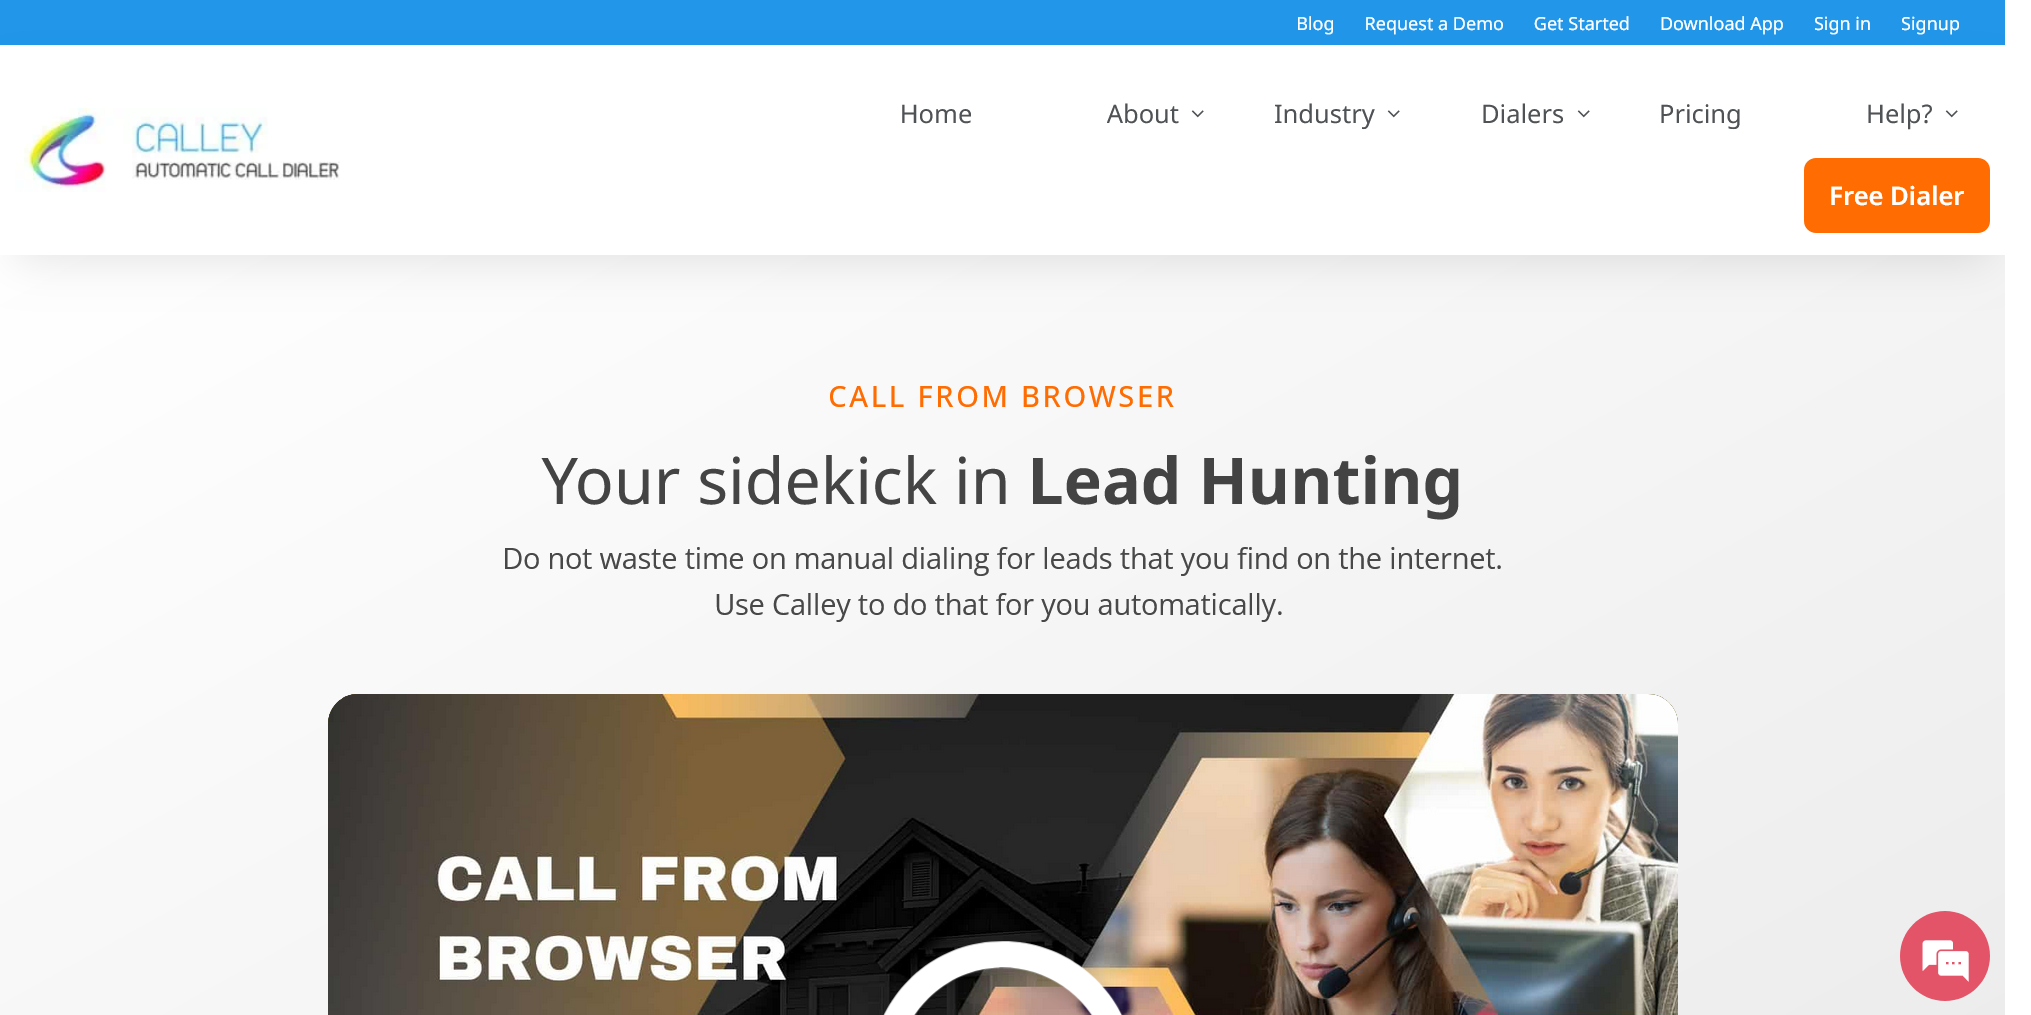 Blog Request a Demo Get Started Download App Sign in Signup
CALLEY
AUTOMATIC CALL DIALER
Home About Industry Dialers Pricing Help?
Free Dialer
CALL FROM BROWSER
Your sidekick in Lead Hunting
Do not waste time on manual dialing for leads that you find on the internet.
Use Calley to do that for you automatically.
CALL FROM
BROWSER